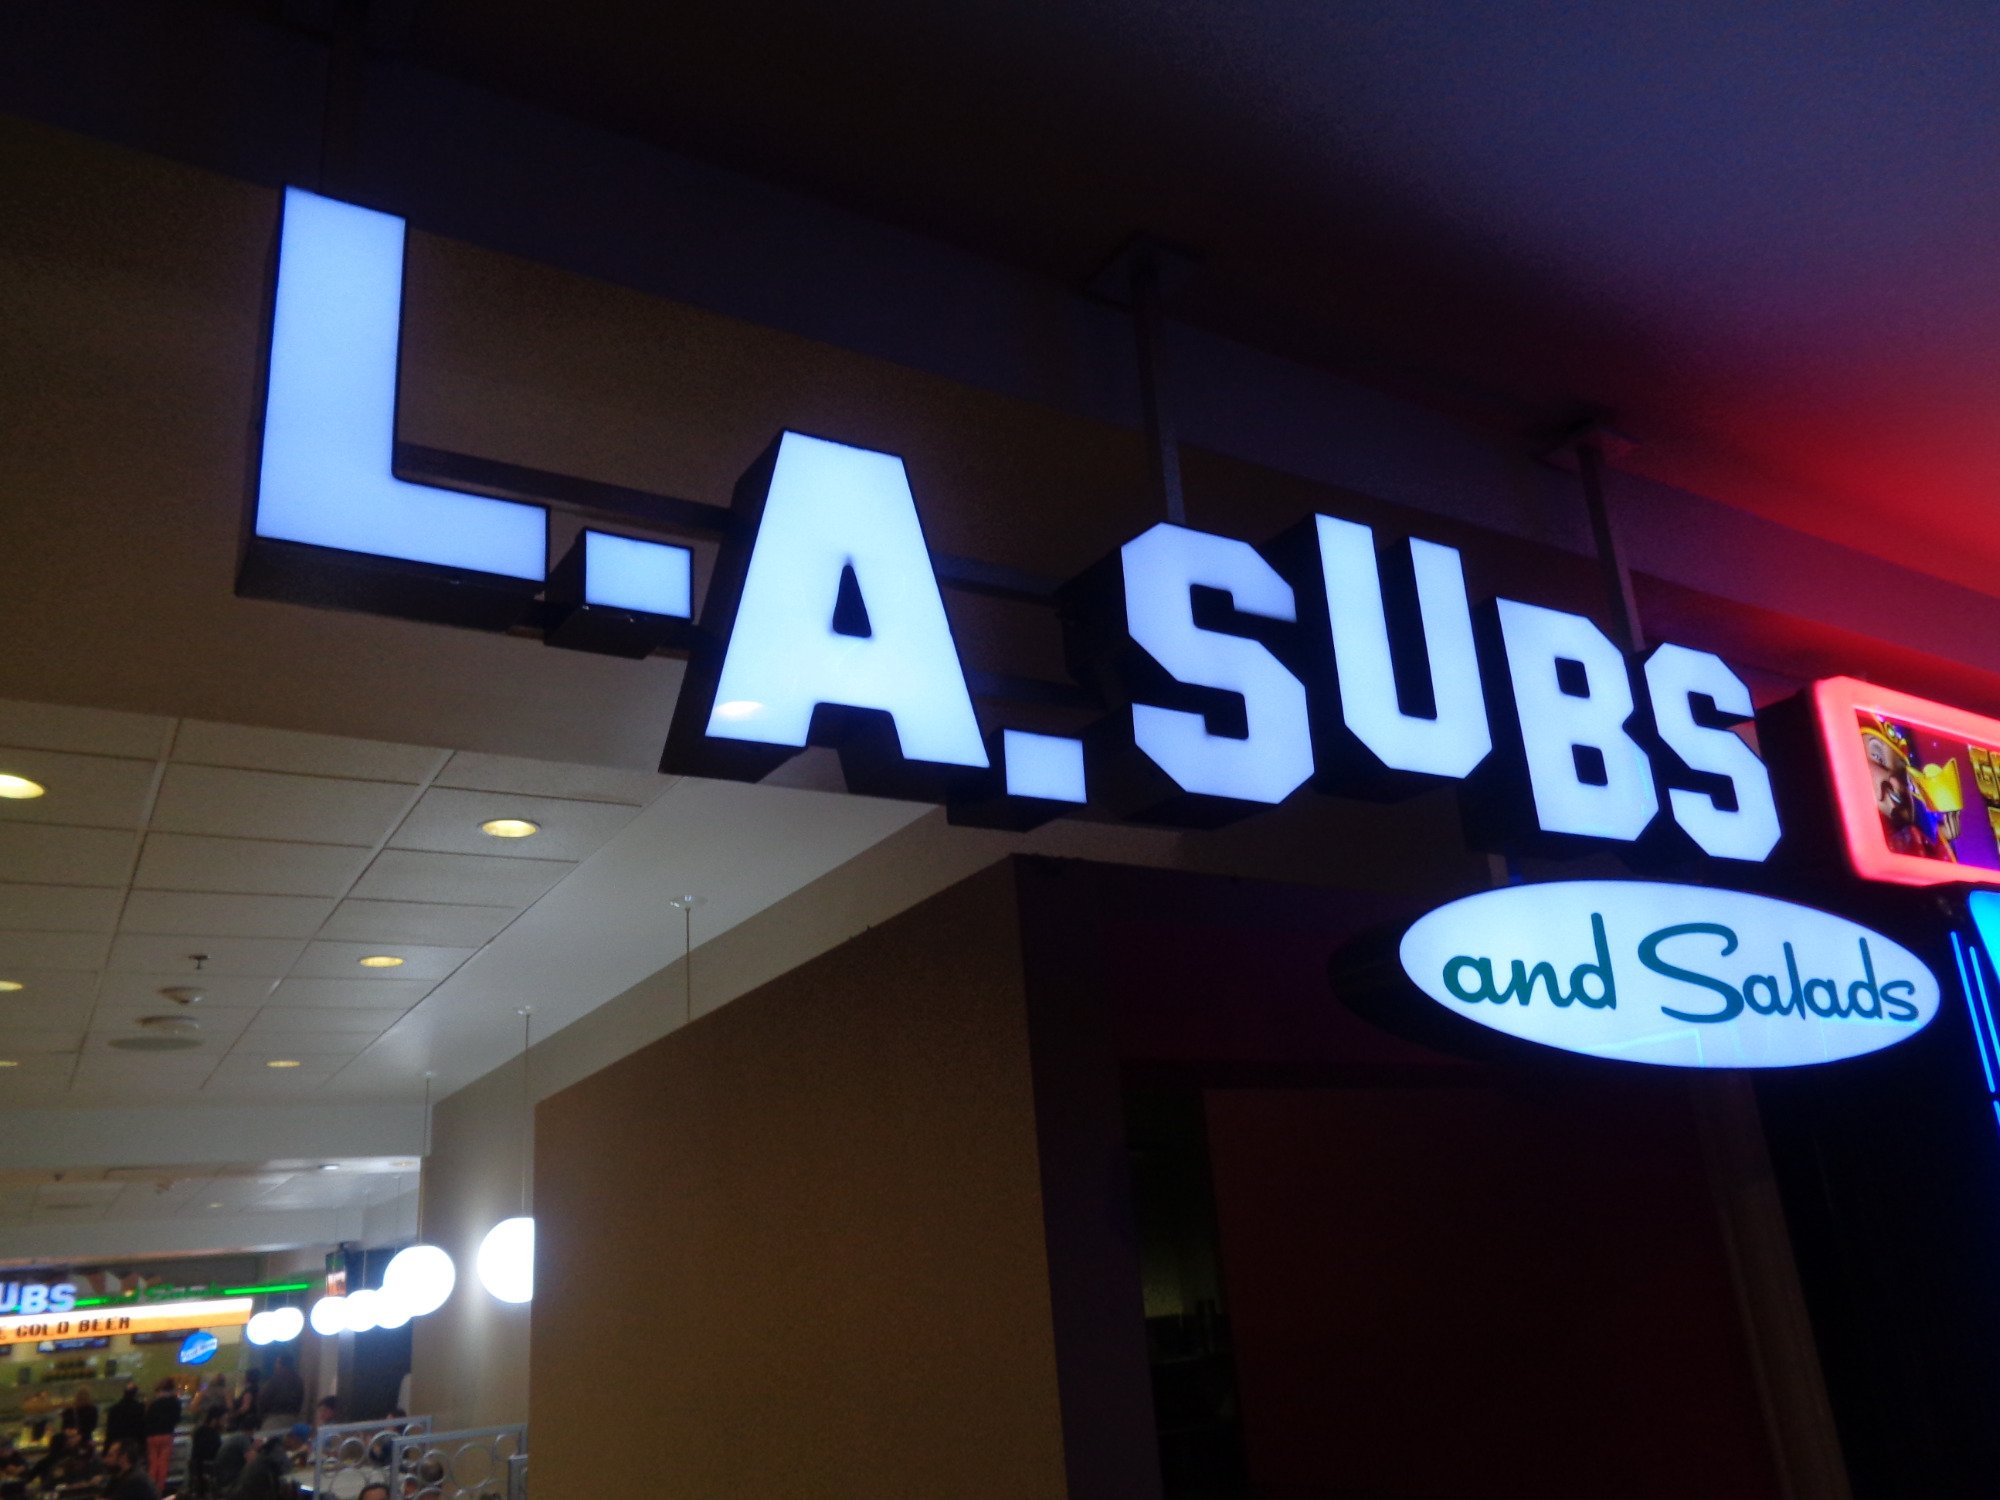 L.A. SUBS
and Salads
UBS
COLD BEER